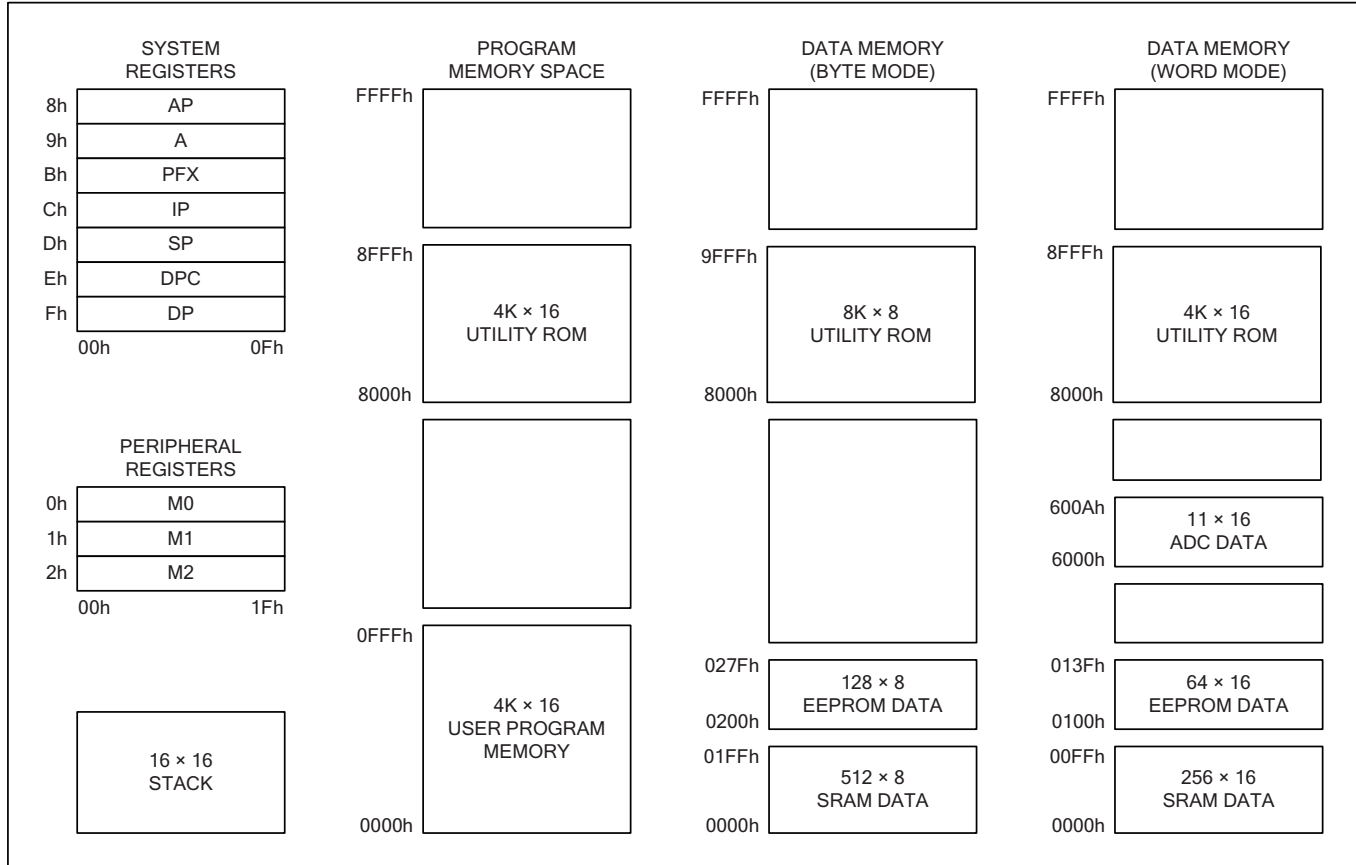 SYSTEM
REGISTERS
8h
AP
9h
A
Bh
PFX
Ch
IP
Dh
SP
Eh
DPC
Fh
DP
00h
0Fh
PERIPHERAL
REGISTERS
0h
M0
1h
M1
2h
M2
00h
1Fh
16 × 16
STACK
PROGRAM
MEMORY SPACE
FFFFh
8FFFh
4K × 16
UTILITY ROM
8000h
0FFFh
4K × 16
USER PROGRAM
MEMORY
0000h
DATA MEMORY
(BYTE MODE)
FFFFh
9FFFh
8K × 8
UTILITY ROM
8000h
027Fh
128 × 8
EEPROM DATA
0200h
01FFh
512 × 8
SRAM DATA
0000h
DATA MEMORY
(WORD MODE)
FFFFh
8FFFh
4K × 16
UTILITY ROM
8000h
600Ah
11 × 16
ADC DATA
6000h
013Fh
64 × 16
EEPROM DATA
0100h
00FFh
256 × 16
SRAM DATA
0000h